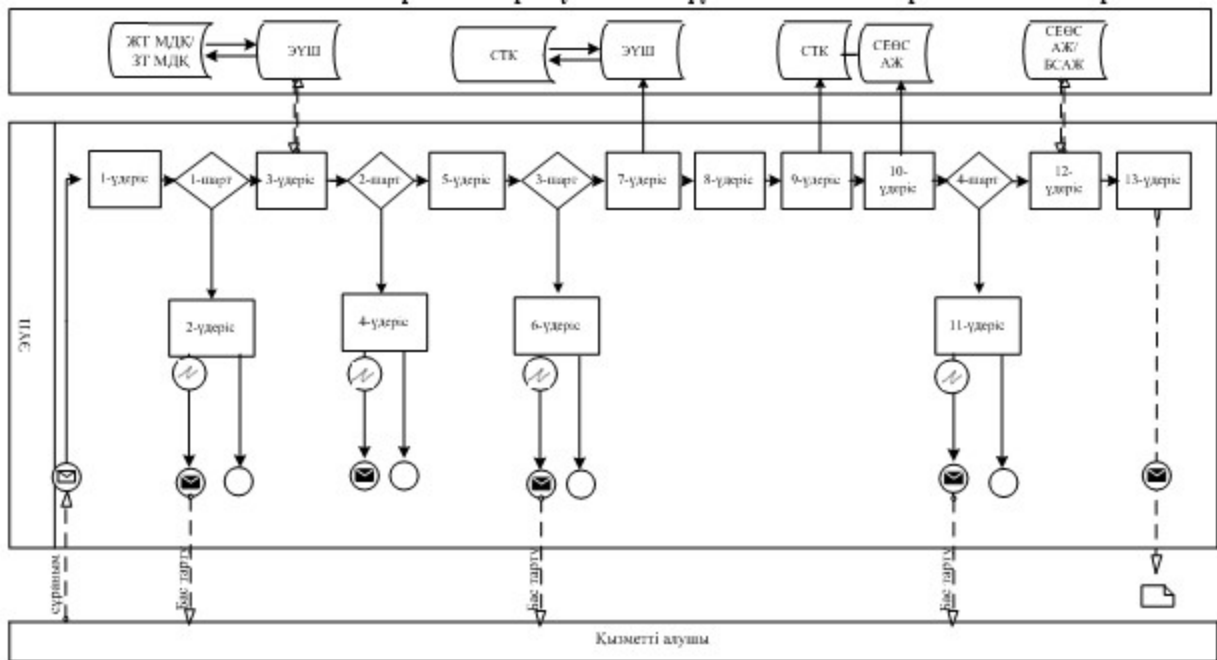 ЖТ МДҚ/
ЗТ МДҚ
ЭҮШ
СТК
ЭҮШ
СТК
СЕӨС
АЖ
СЕӨС
АЖ/
БСАЖ
1-үдеріс
1-шарт
3-үдеріс
2-шарт
5-үдеріс
3-шарт
7-үдеріс
8-үдеріс
9-үдеріс
10-
үдеріс
4-шарт
12-
үдеріс
13-үдеріс
2-үдеріс
4-үдеріс
6-үдеріс
11-үдеріс
ЭҮП
сұраным
Бас тарту
Бас тарту
Бас тарту
Қызметті алушы